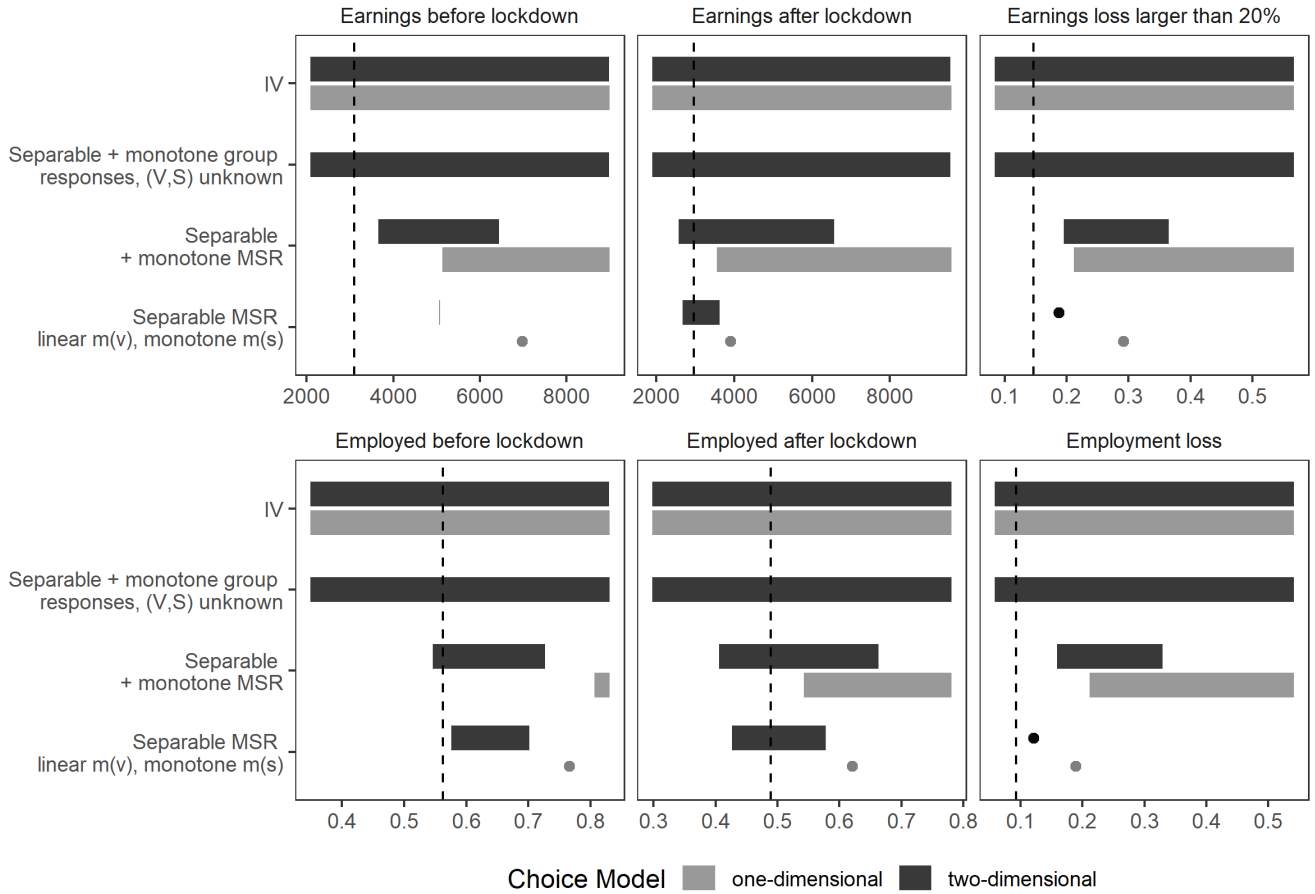 Earnings before lockdown
Earnings after lockdown
Earnings loss larger than 20%
IV
Separable + monotone group
responses, (V,S) unknown
Separable
+ monotone MSR
Separable MSR
linear m(v), monotone m(s)
2000 4000 6000 8000
2000 4000 6000 8000
0.1 0.2 0.3 0.4 0.5
Employed before lockdown
Employed after lockdown
Employment loss
IV
Separable + monotone group
responses, (V,S) unknown
Separable
+ monotone MSR
Separable MSR
linear m(v), monotone m(s)
0.4 0.5 0.6 0.7 0.8
0.3 0.4 0.5 0.6 0.7 0.8
0.1 0.2 0.3 0.4 0.5
Choice Model one-dimensional two-dimensional